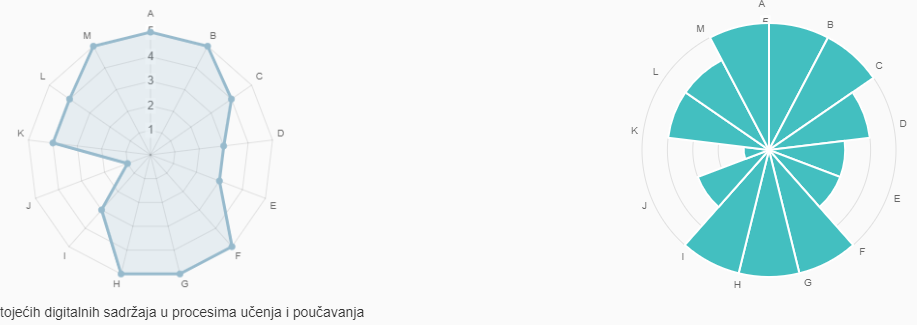 A
B
C
D
E
F
G
H
I
J
K
L
M
5
4
3
2
1
A
B
C
D
E
F
G
H
I
J
K
L
M
tojećih digitalnih sadržaja u procesima učenja i poučavanja